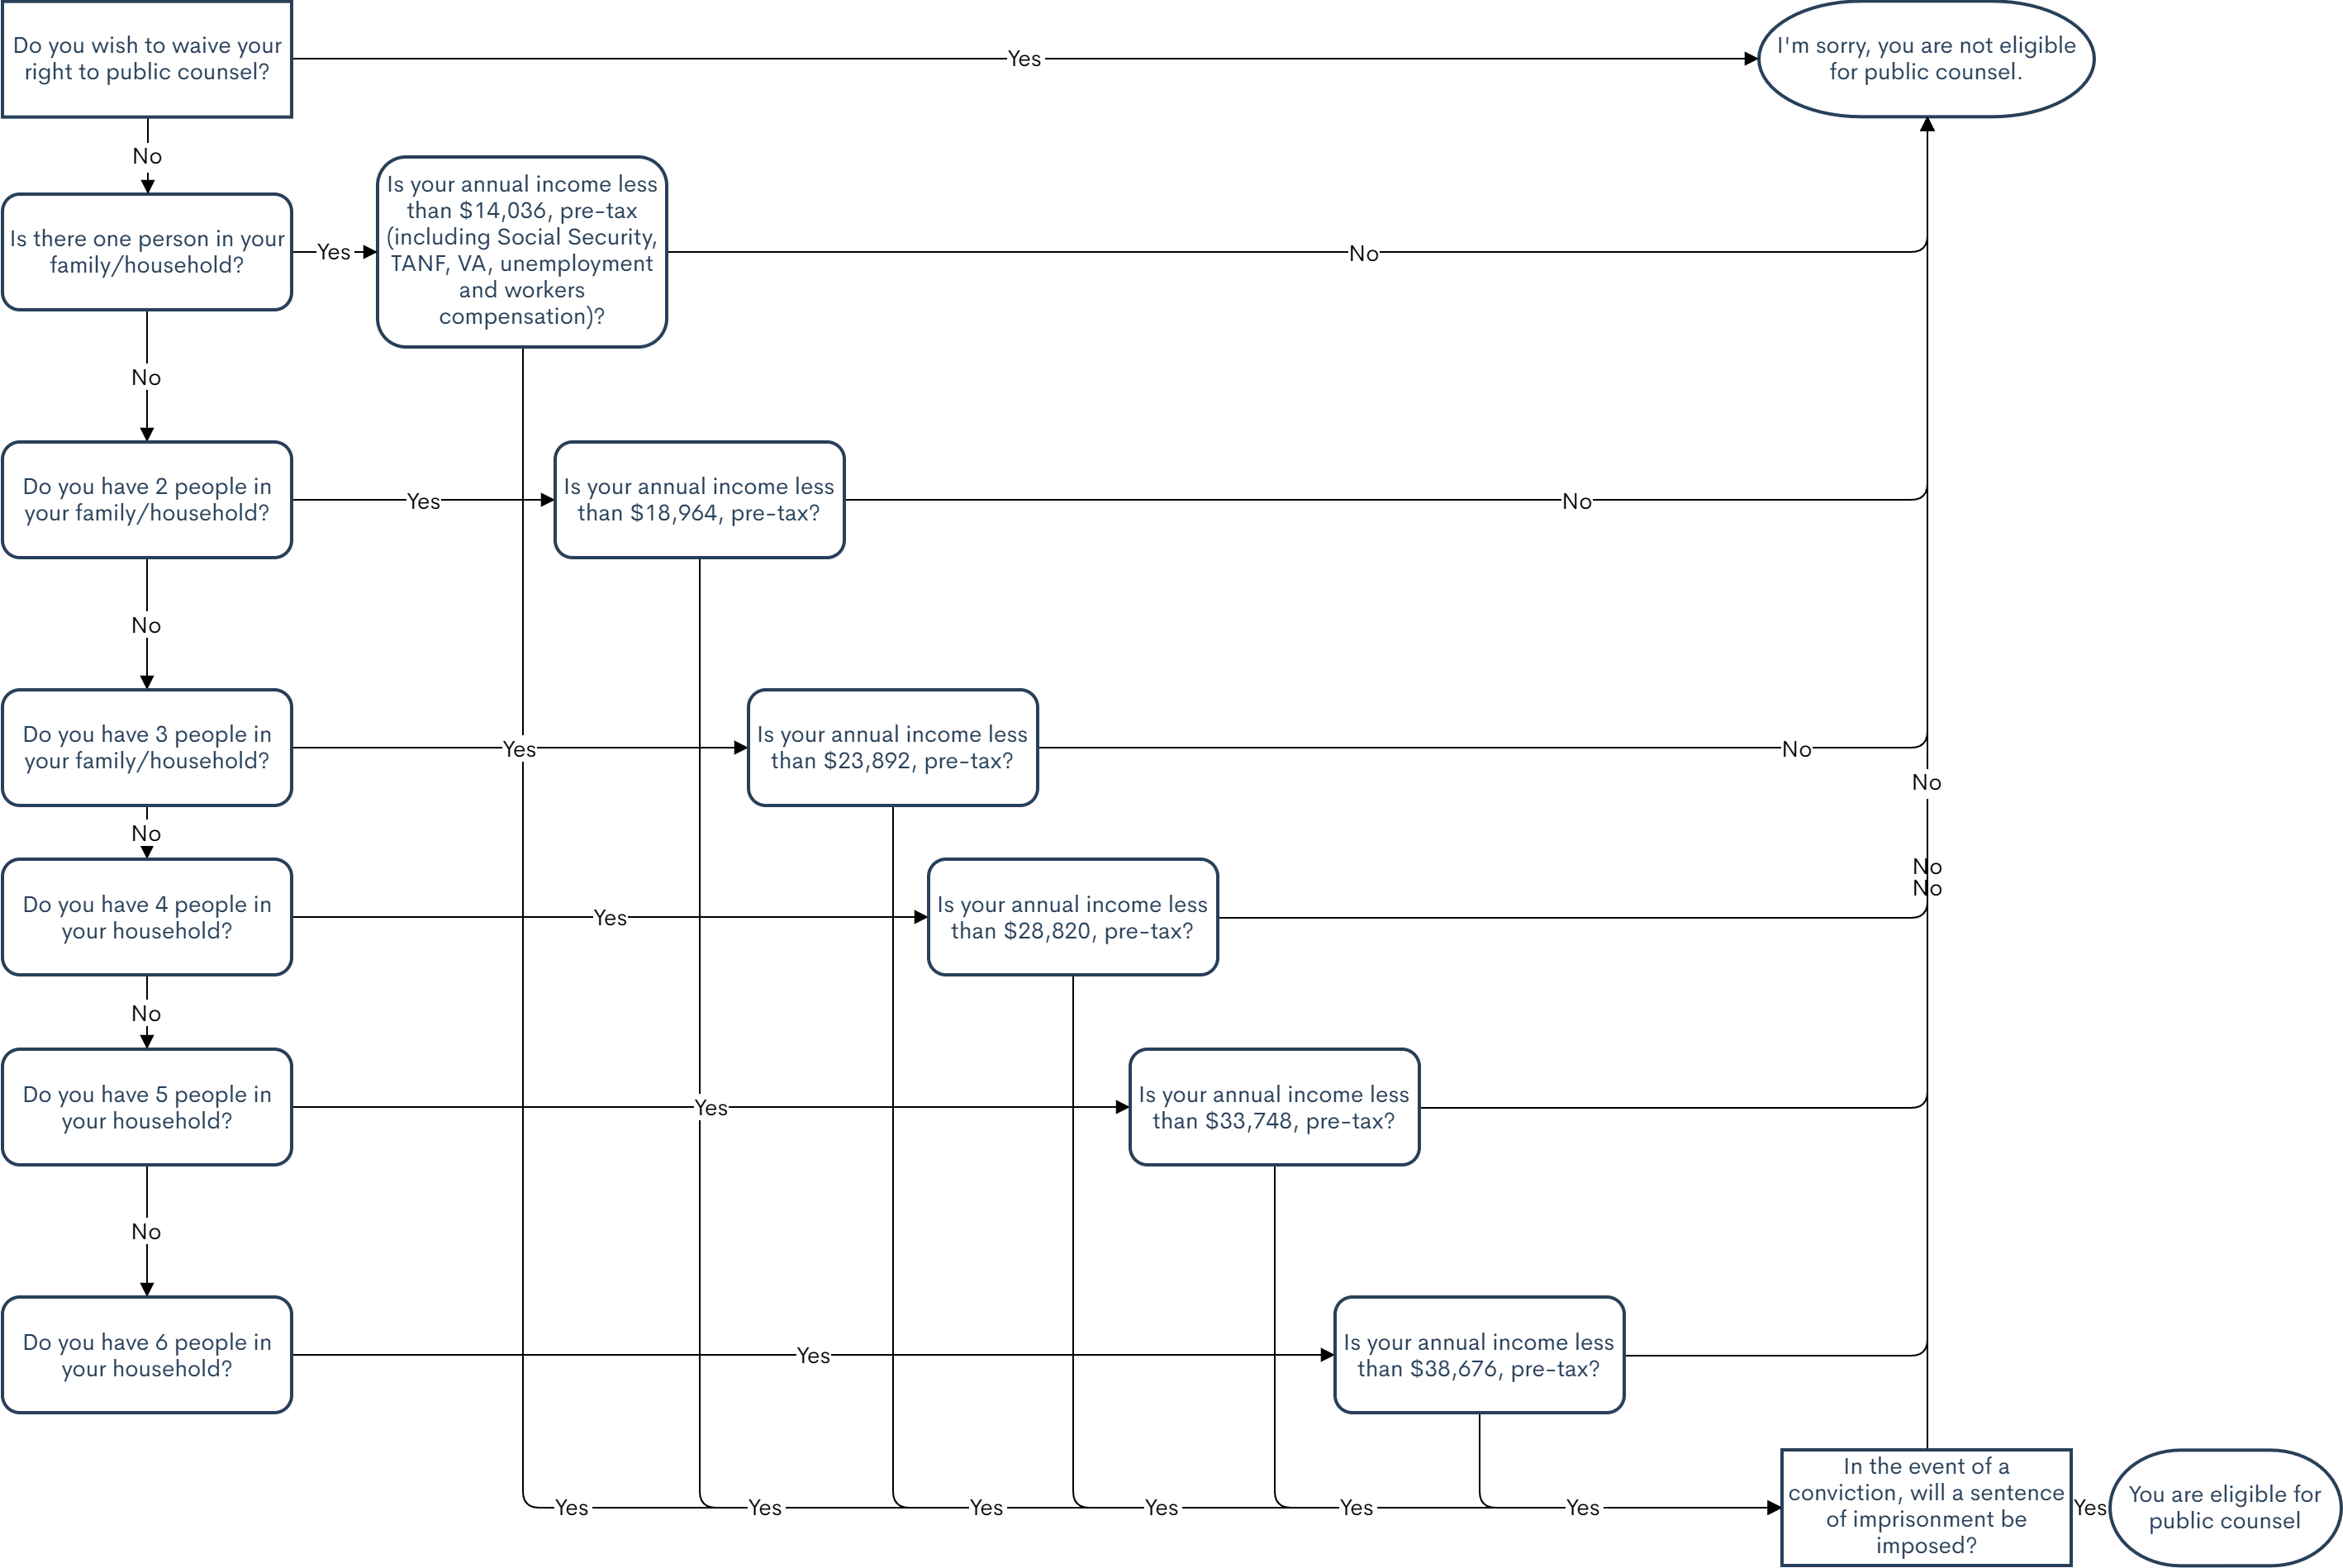 Do you wish to waive your
right to public counsel?
Yes
I'm sorry, you are not eligible
for public counsel.
No
Is there one person in your
family/household?
Yes
Is your annual income less
than $14,036, pre-tax
(including Social Security,
TANF, VA, unemployment
and workers
compensation)?
No
No
Do you have 2 people in
your family/household?
Yes
Is your annual income less
than $18,964, pre-tax?
No
No
Do you have 3 people in
your family/household?
Yes
Is your annual income less
than $23,892, pre-tax?
No
No
No
Do you have 4 people in
your household?
Yes
Is your annual income less
than $28,820, pre-tax?
No
No
No
Do you have 5 people in
your household?
Yes
Is your annual income less
than $33,748, pre-tax?
No
Do you have 6 people in
your household?
Yes
Is your annual income less
than $38,676, pre-tax?
Yes
Yes
Yes
Yes
Yes
Yes
In the event of a
conviction, will a sentence
of imprisonment be
imposed?
Yes
You are eligible for
public counsel